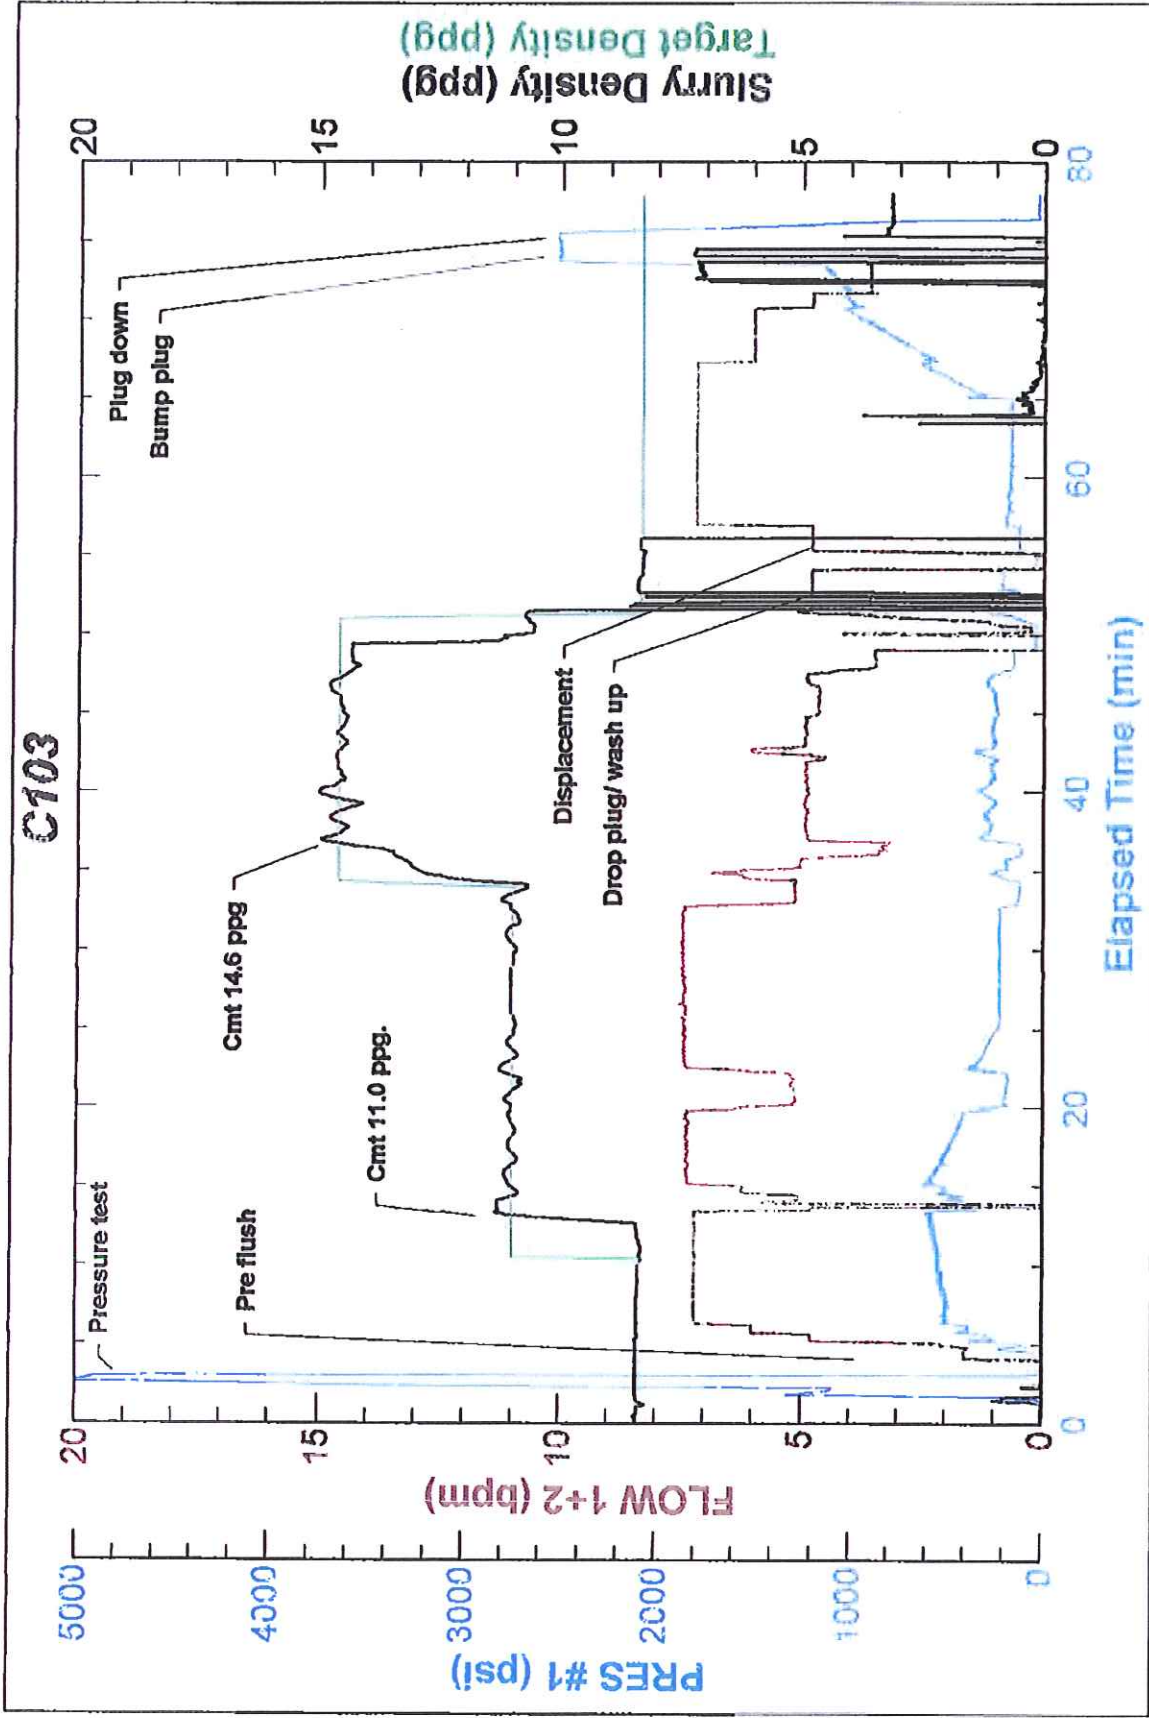 C103
PRES #1 (psi)
5000
4000
3000
2000
1000
0
FLOW 1+2 (bpm)
20
15
10
5
0
Pressure test
Pre flush
Cmt 11.0 ppg.
Cmt 14.6 ppg
Displacement
Drop plug/ wash up
Plug down
Bump plug
20
15
10
5
0
Slurry Density (ppg)
Target Density (ppg)
0
20
40
60
80
Elapsed Time (min)